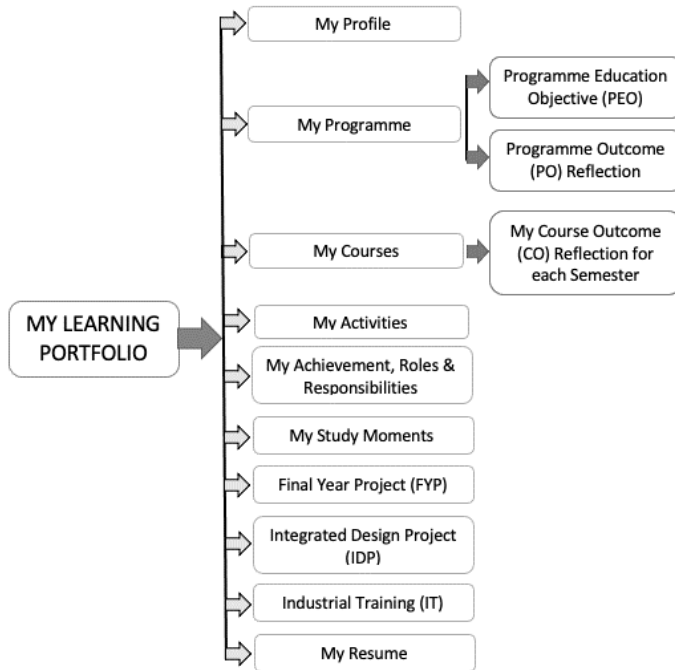 My Profile
My Programme
Programme Education
Objective (PEO)
Programme Outcome
(PO) Reflection
My Courses
My Course Outcome
(CO) Reflection for
each Semester
MY LEARNING
PORTFOLIO
My Activities
My Achievement, Roles &
Responsibilities
My Study Moments
Final Year Project (FYP)
Integrated Design Project
(IDP)
Industrial Training (IT)
My Resume